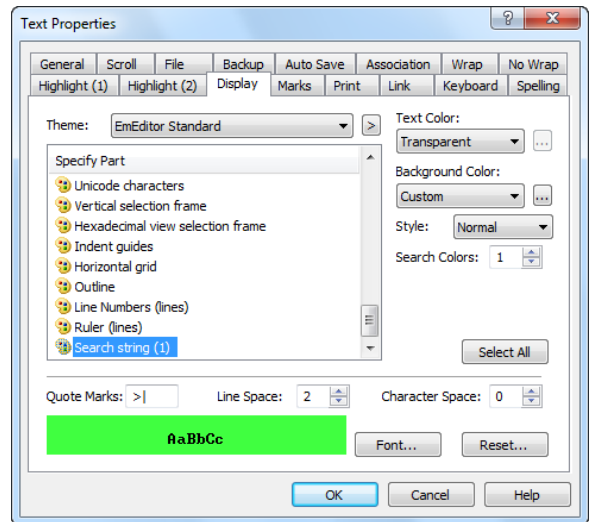 Text Properties
General Scroll File Backup Auto Save Association Wrap No Wrap
Highlight (1) Highlight (2) Display Marks Print Link Keyboard Spelling
Theme: EmEditor Standard >
Text Color:
Transparent ...
Specify Part
Background Color:
Custom ...
Unicode characters
Vertical selection frame
Style: Normal
Hexadecimal view selection frame
Indent guides
Search Colors: 1
Horizontal grid
Outline
Line Numbers (lines)
Ruler (lines)
Search string (1)
Select All
Quote Marks: >| Line Space: 2 Character Space: 0
AaBbCc
Font... Reset...
OK Cancel Help